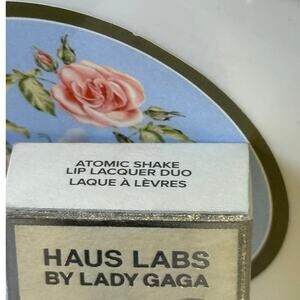 ATOMIC SHAKE
LIP LACQUER DUO
LAQUE À LÈVRES
HAUS LABS
BY LADY GAGA